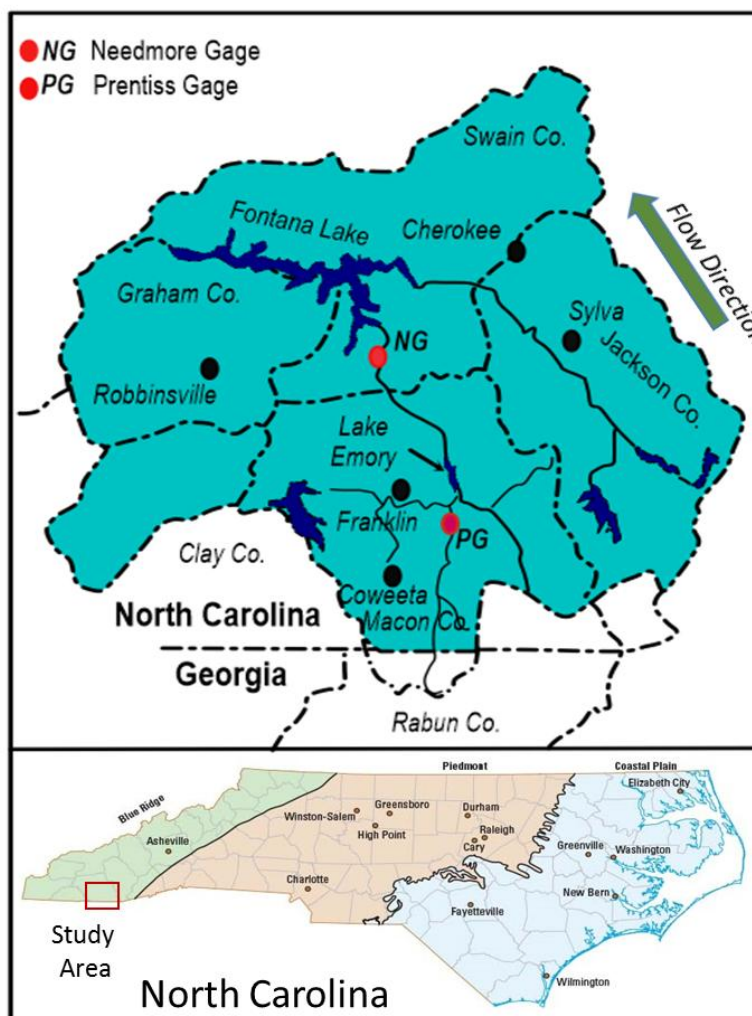 NG Needmore Gage
PG Prentiss Gage
Swain Co.
Fontana Lake
Cherokee
Flow Direction
Graham Co.
Sylva
Jackson Co.
NG
Robbinsville
Lake
Emory
Franklin
PG
Clay Co.
Coweeta
Macon Co.
North Carolina
Georgia
Rabun Co.
Piedmont
Coastal Plain
Blue Ridge
Elizabeth City
Winston-Salem
Greensboro
Durham
High Point
Raleigh
Cary
Asheville
Greenville
Washington
Charlotte
New Bern
Fayetteville
Study
Area
Wilmington
North Carolina